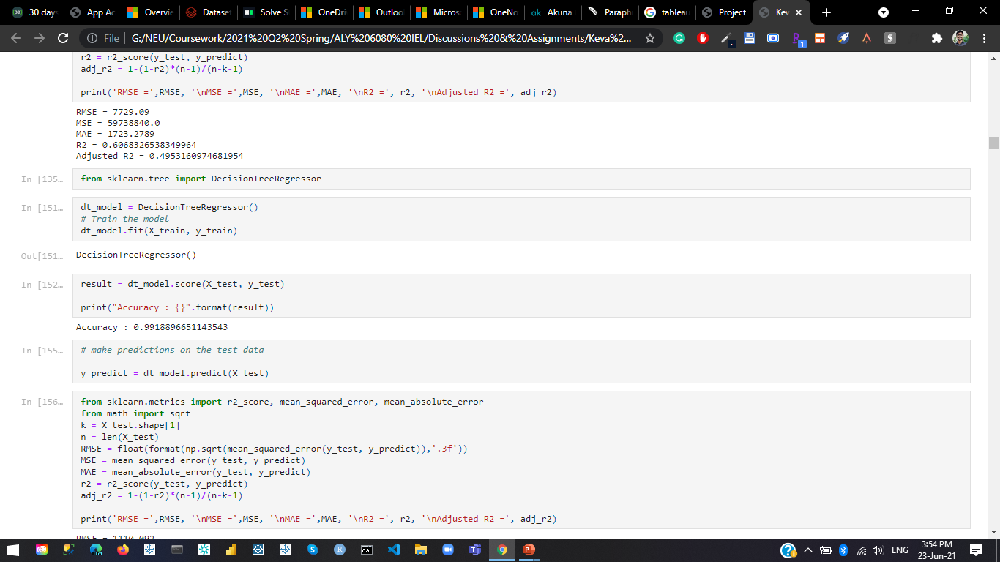 30 days
App Ac
Overvie
Dataset
Solve S
OneDri
Outloo
Microso
OneNo
ak Akuna
Paraph
tableau
Project
Kev
File
G:/NEU/Coursework/2021%20Q2%20Spring/ALY%206080%20IEL/Discussions%20&%20Assignments/Keva%2...
r2 = r2_score(y_test, y_predict)
adj_r2 = 1-(1-r2)*(n-1)/(n-k-1)
print('RMSE =',RMSE, '\nMSE =',MSE, '\nMAE =',MAE, '\nR2 =', r2, '\nAdjusted R2 =', adj_r2)
RMSE = 7729.09
MSE = 59738840.0
MAE = 1723.2789
R2 = 0.6068326538349964
Adjusted R2 = 0.4953160974681954
In [135…
from sklearn.tree import DecisionTreeRegressor
In [151…
dt_model = DecisionTreeRegressor()
# Train the model
dt_model.fit(X_train, y_train)
Out[151…
DecisionTreeRegressor()
In [152…
result = dt_model.score(X_test, y_test)
print("Accuracy : {}".format(result))
Accuracy : 0.9918896651143543
In [155…
# make predictions on the test data
y_predict = dt_model.predict(X_test)
In [156…
from sklearn.metrics import r2_score, mean_squared_error, mean_absolute_error
from math import sqrt
k = X_test.shape[1]
n = len(X_test)
RMSE = float(format(np.sqrt(mean_squared_error(y_test, y_predict)),'.3f'))
MSE = mean_squared_error(y_test, y_predict)
MAE = mean_absolute_error(y_test, y_predict)
r2 = r2_score(y_test, y_predict)
adj_r2 = 1-(1-r2)*(n-1)/(n-k-1)
print('RMSE =',RMSE, '\nMSE =',MSE, '\nMAE =',MAE, '\nR2 =', r2, '\nAdjusted R2 =', adj_r2)
RMSE = 1110.092
ENG
3:54 PM
23-Jun-21